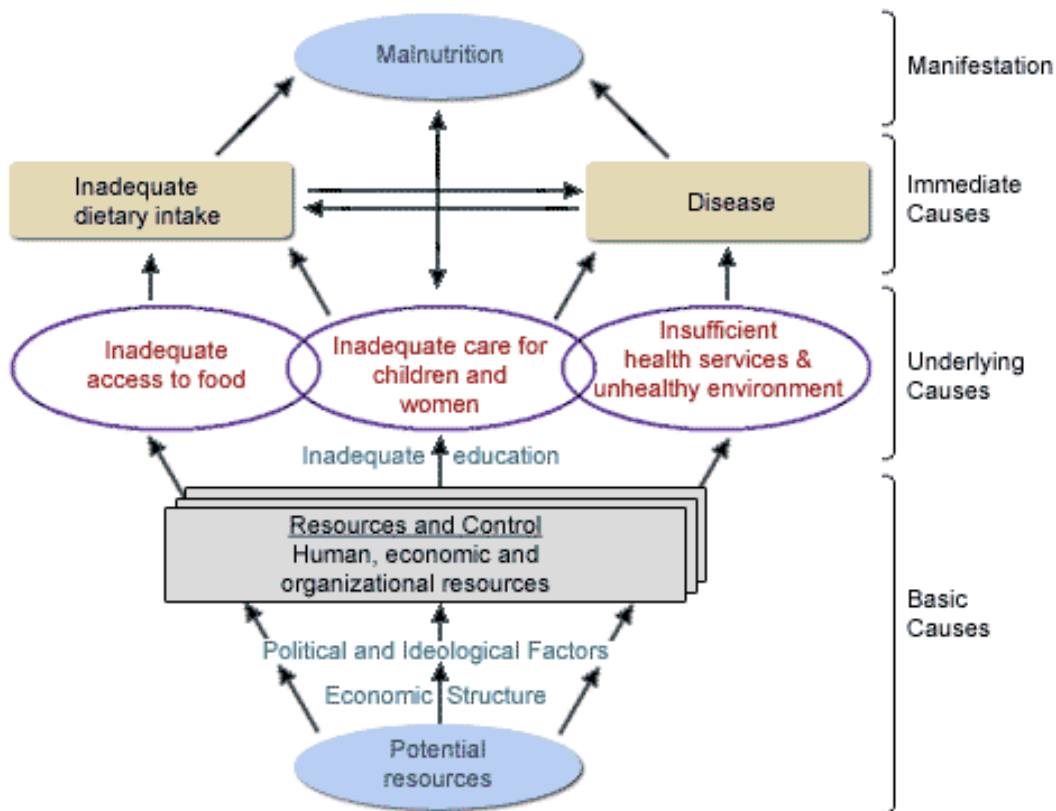 Malnutrition
Manifestation
Inadequate
dietary intake
Disease
Immediate
Causes
Inadequate
access to food
Inadequate care for
children and
women
Insufficient
health services &
unhealthy environment
Underlying
Causes
Inadequate education
Resources and Control
Human, economic and
organizational resources
Basic
Causes
Political and Ideological Factors
Economic Structure
Potential
resources